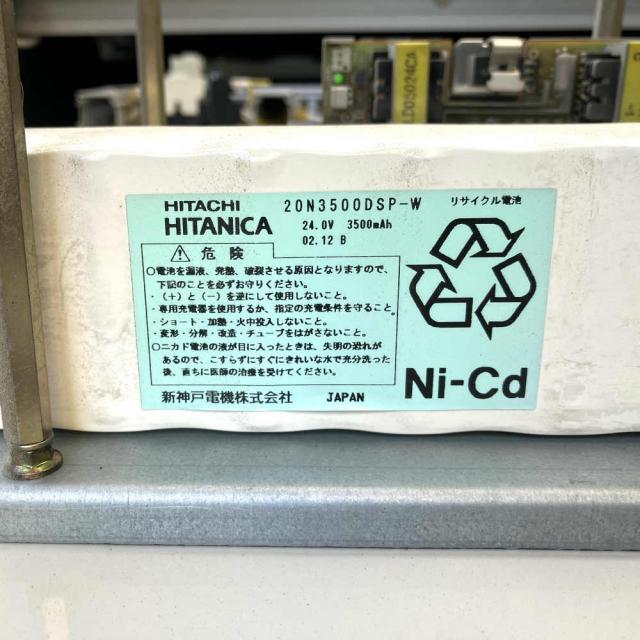 LDOS024CA
HITACHI 20N3500DSP-W リサイクル電池
HITANICA 24.0V 3500mAh
02.12 B
危険
○電池を漏液、発熱、破裂させる原因となりますので、
下記のことを必ずお守りください。
・(+)と(−)を逆にして使用しないこと。
・専用充電器を使用するか、指定の充電条件を守ること。
・ショート・加熱・火中投入しないこと。
・変形・分解・改造・チューブをはがさないこと。
○ニカド電池の液が目に入ったときは、失明の恐れが
あるので、こすらずにすぐにきれいな水で充分洗った
後、直ちに医師の治療を受けてください。
新神戸電機株式会社 JAPAN
Ni-Cd